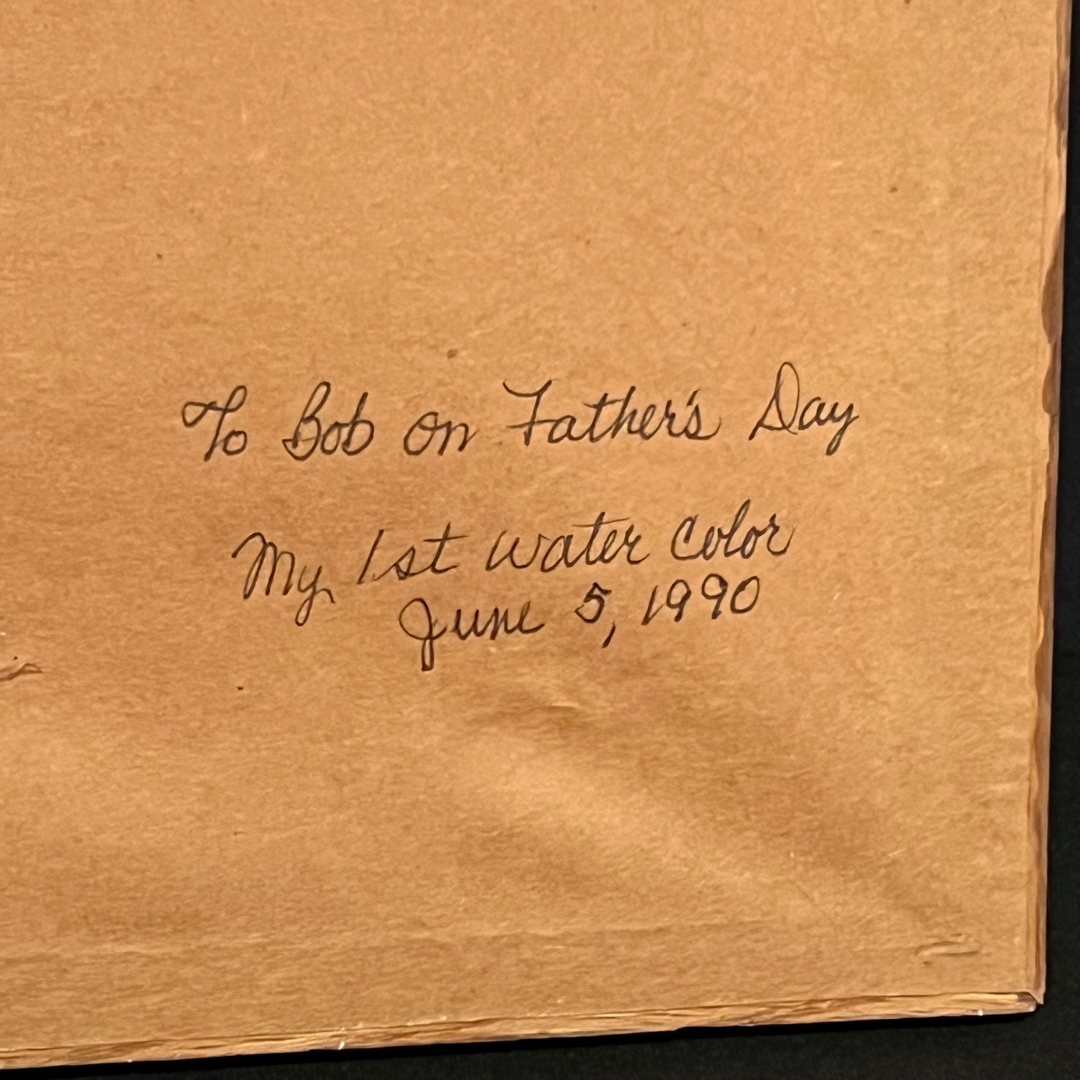 To Bob on Father's Day
My 1st Water Color
June 5, 1990